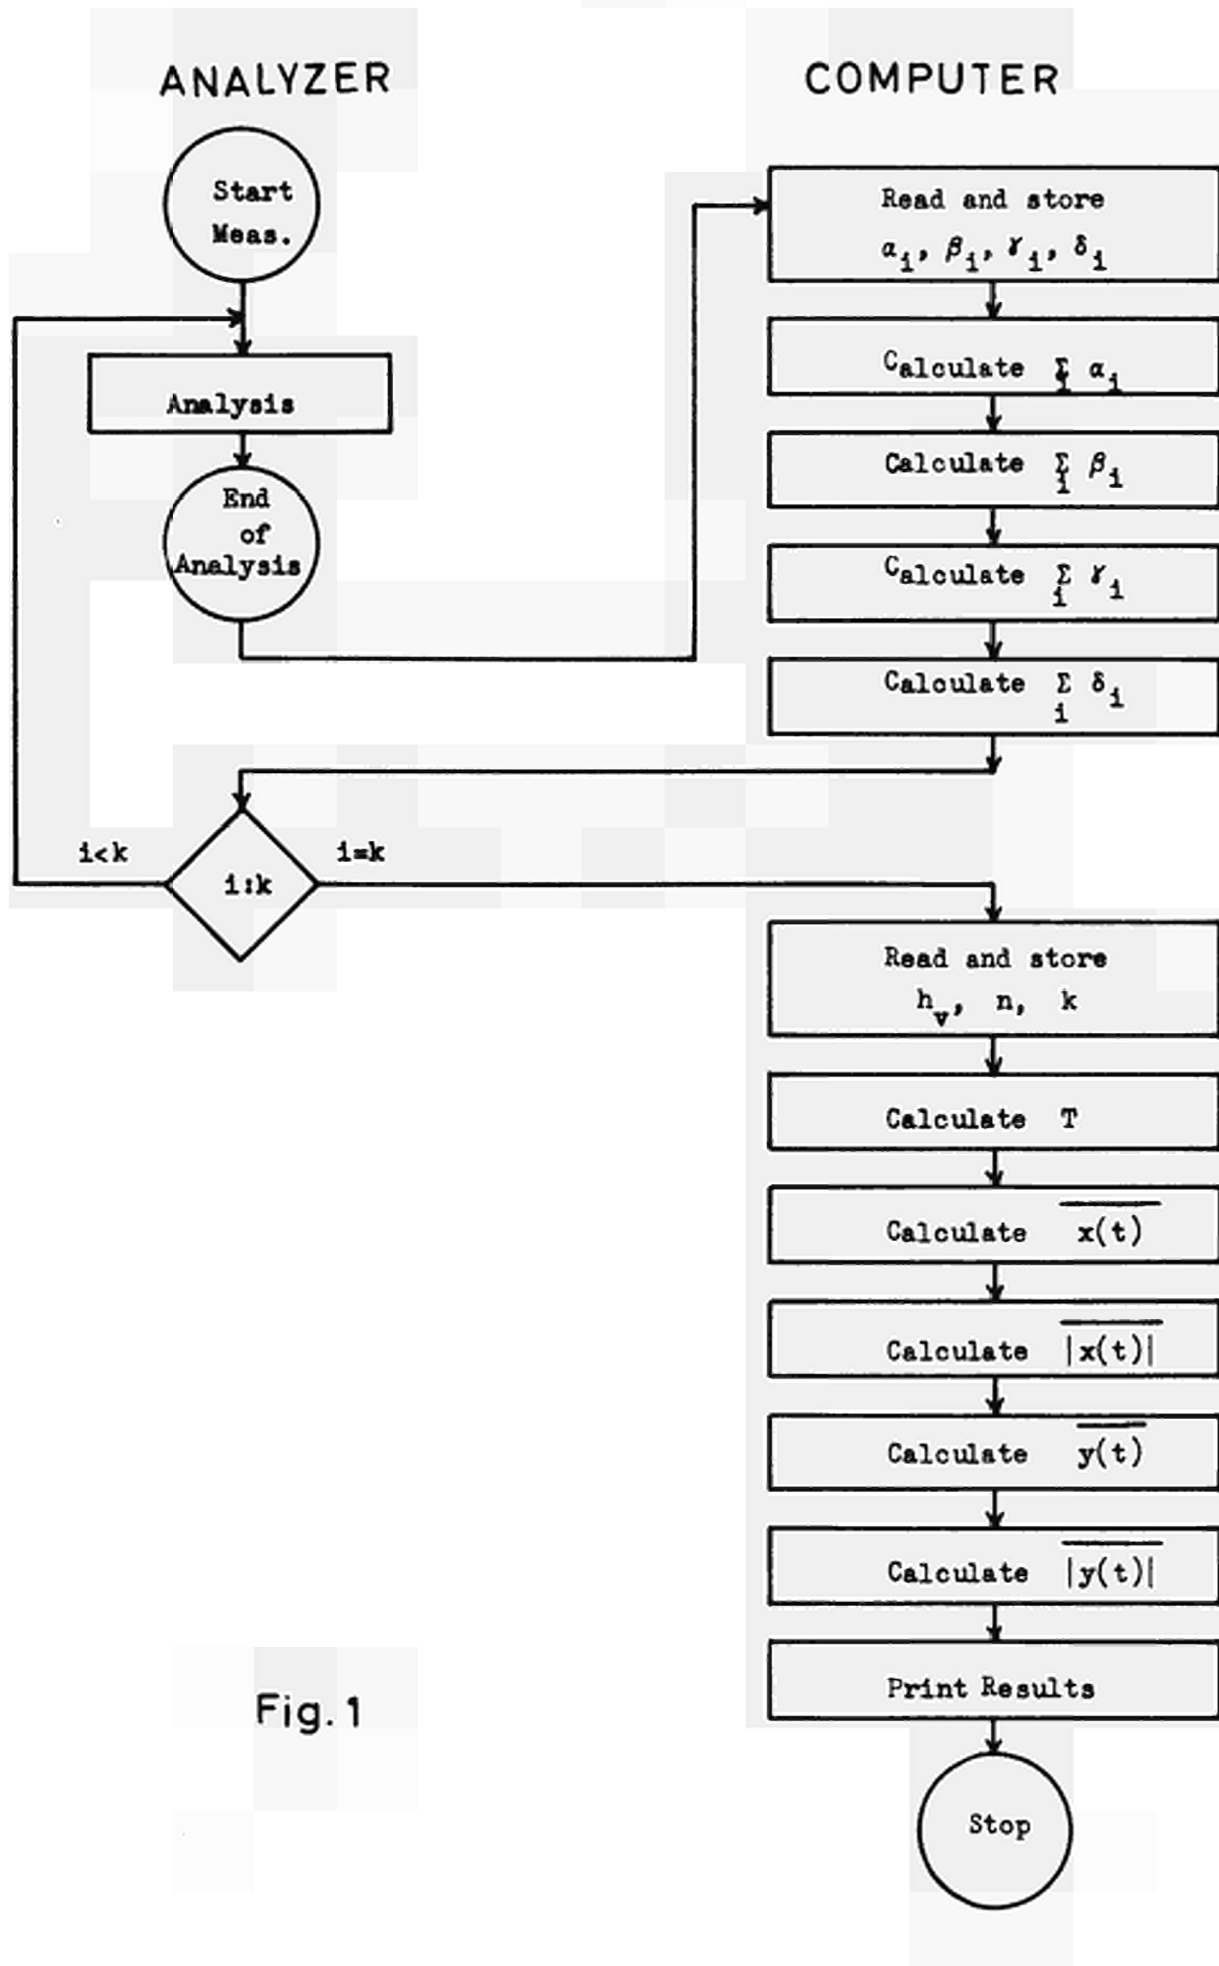 ANALYZER
Start
Meas.
Analysis
End
of
Analysis
i<k
i:k
i=k
COMPUTER
Read and store
α_i, β_i, γ_i, δ_i
Calculate Σ_i α_i
Calculate Σ_i β_i
Calculate Σ_i γ_i
Calculate Σ_i δ_i
Read and store
h_v, n, k
Calculate T
Calculate x̅(̅t̅)̅
Calculate |̅x̅(̅t̅)̅|̅
Calculate y̅(̅t̅)̅
Calculate |̅y̅(̅t̅)̅|̅
Print Results
Stop
Fig. 1